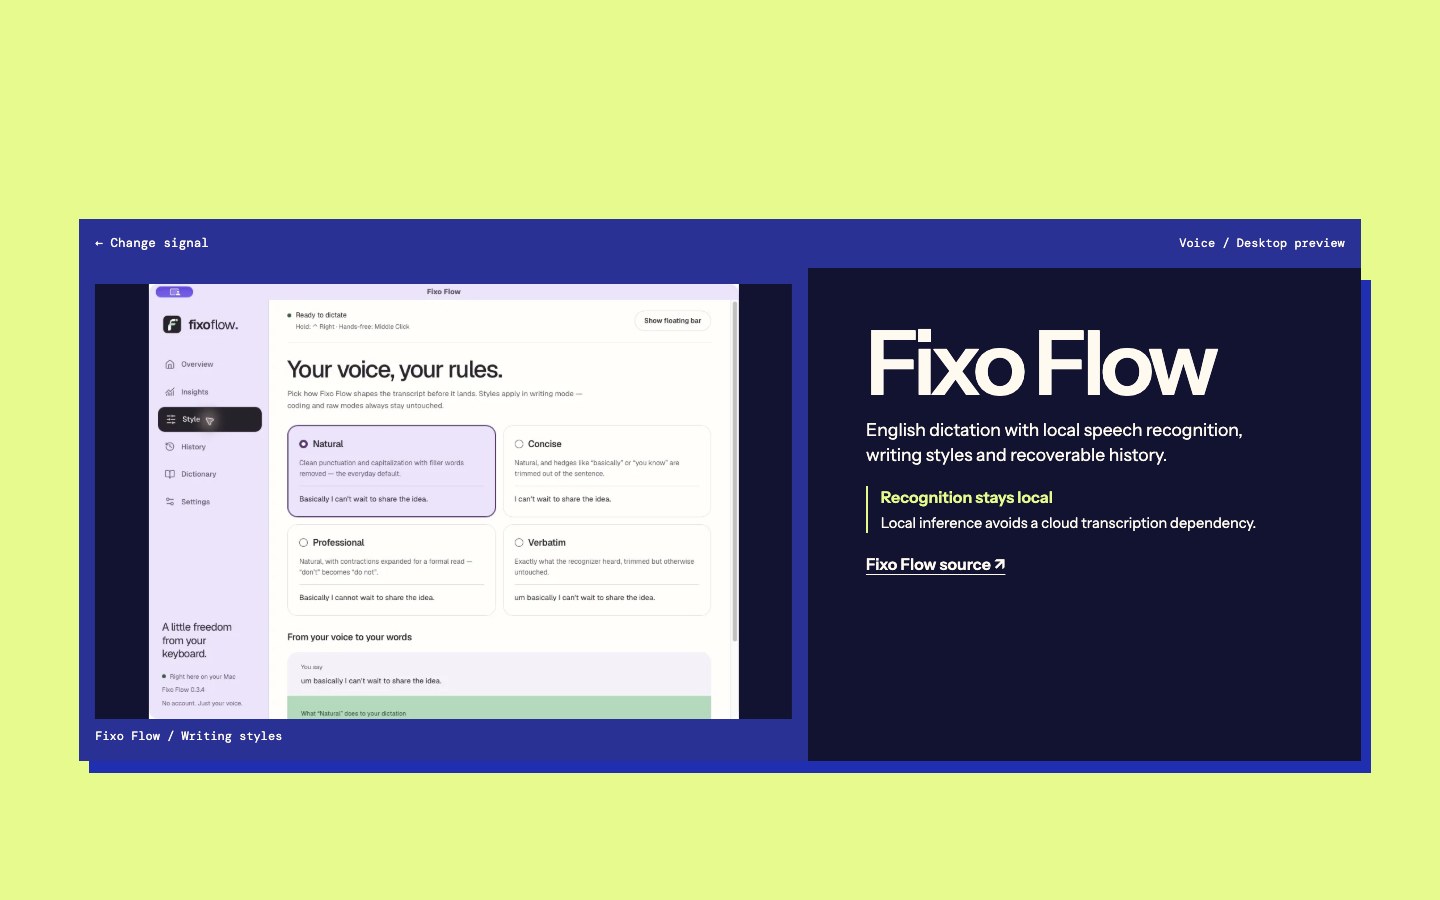 ← Change signal
Voice / Desktop preview
Fixo Flow
fixoflow.
Overview
Insights
Style
History
Dictionary
Settings
A little freedom
from your
keyboard.
Right here on your Mac
Fixo Flow 0.3.4
No account. Just your voice.
Ready to dictate
Hold: ⌃ Right · Hands-free: Middle Click
Show floating bar
Your voice, your rules.
Pick how Fixo Flow shapes the transcript before it lands. Styles apply in writing mode —
coding and raw modes always stay untouched.
Natural
Clean punctuation and capitalization with filler words
removed — the everyday default.
Basically I can't wait to share the idea.
Concise
Natural, and hedges like “basically” or “you know” are
trimmed out of the sentence.
I can't wait to share the idea.
Professional
Natural, with contractions expanded for a formal read —
“don't” becomes “do not”.
Basically I cannot wait to share the idea.
Verbatim
Exactly what the recognizer heard, trimmed but otherwise
untouched.
um basically I can't wait to share the idea.
From your voice to your words
You say
um basically I can't wait to share the idea.
What “Natural” does to your dictation
Fixo Flow / Writing styles
Fixo Flow
English dictation with local speech recognition,
writing styles and recoverable history.
Recognition stays local
Local inference avoids a cloud transcription dependency.
Fixo Flow source ↗